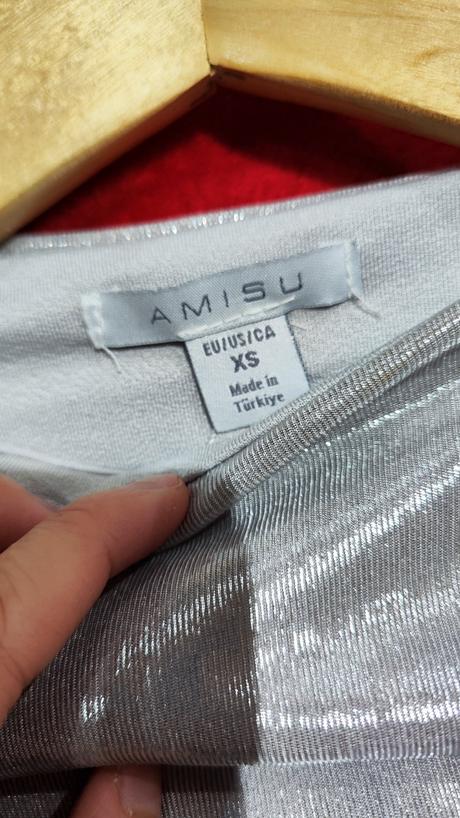 AMISU
EU/US/CA
XS
Made in
Türkiye